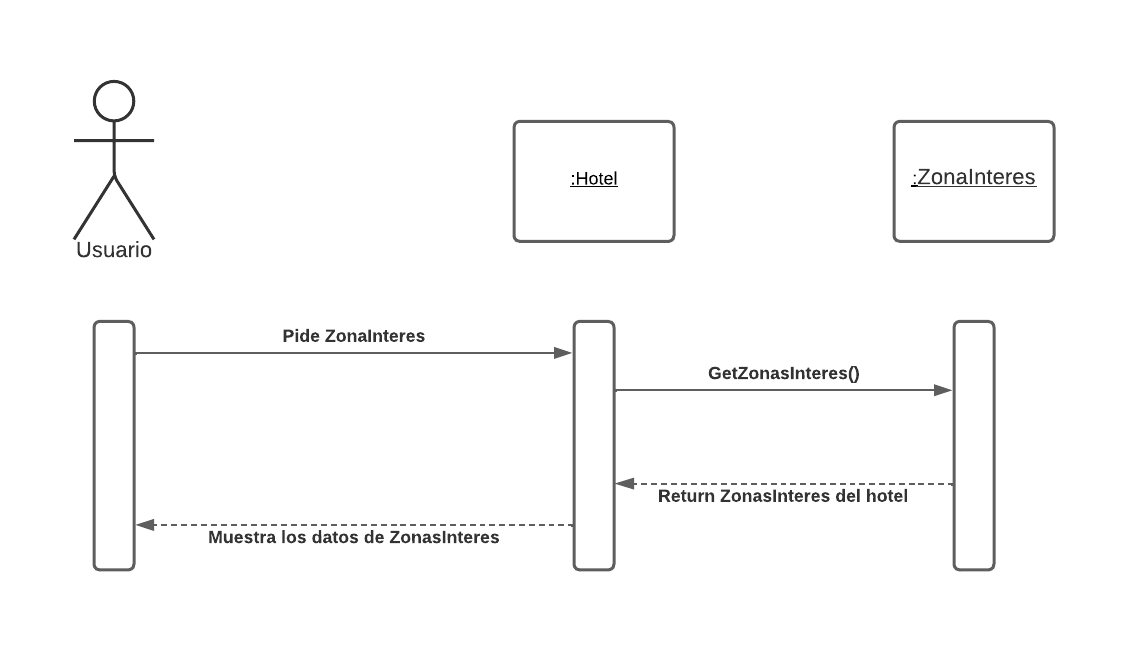 :Hotel
:ZonaInteres
Usuario
Pide ZonaInteres
GetZonasInteres()
Return ZonasInteres del hotel
Muestra los datos de ZonasInteres